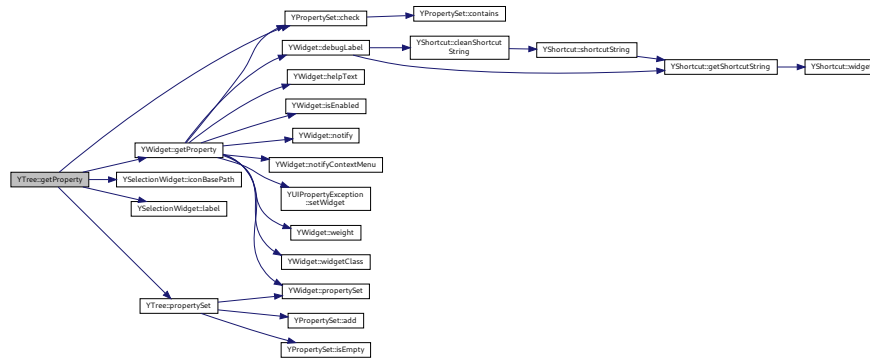 YTree::getProperty
YPropertySet::check
YPropertySet::contains
YWidget::debugLabel
YShortcut::cleanShortcut
String
YShortcut::shortcutString
YShortcut::getShortcutString
YShortcut::widget
YWidget::helpText
YWidget::isEnabled
YWidget::notify
YWidget::getProperty
YWidget::notifyContextMenu
YSelectionWidget::iconBasePath
YUIPropertyException
::setWidget
YSelectionWidget::label
YWidget::weight
YWidget::widgetClass
YWidget::propertySet
YTree::propertySet
YPropertySet::add
YPropertySet::isEmpty